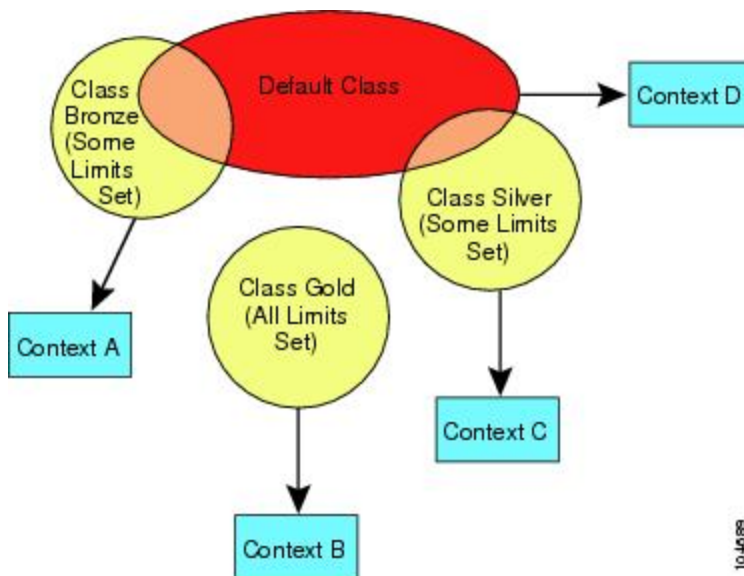 Default Class
Class
Bronze
(Some
Limits
Set)
Context D
Class Silver
(Some Limits
Set)
Class Gold
(All Limits
Set)
Context A
Context C
Context B
104689